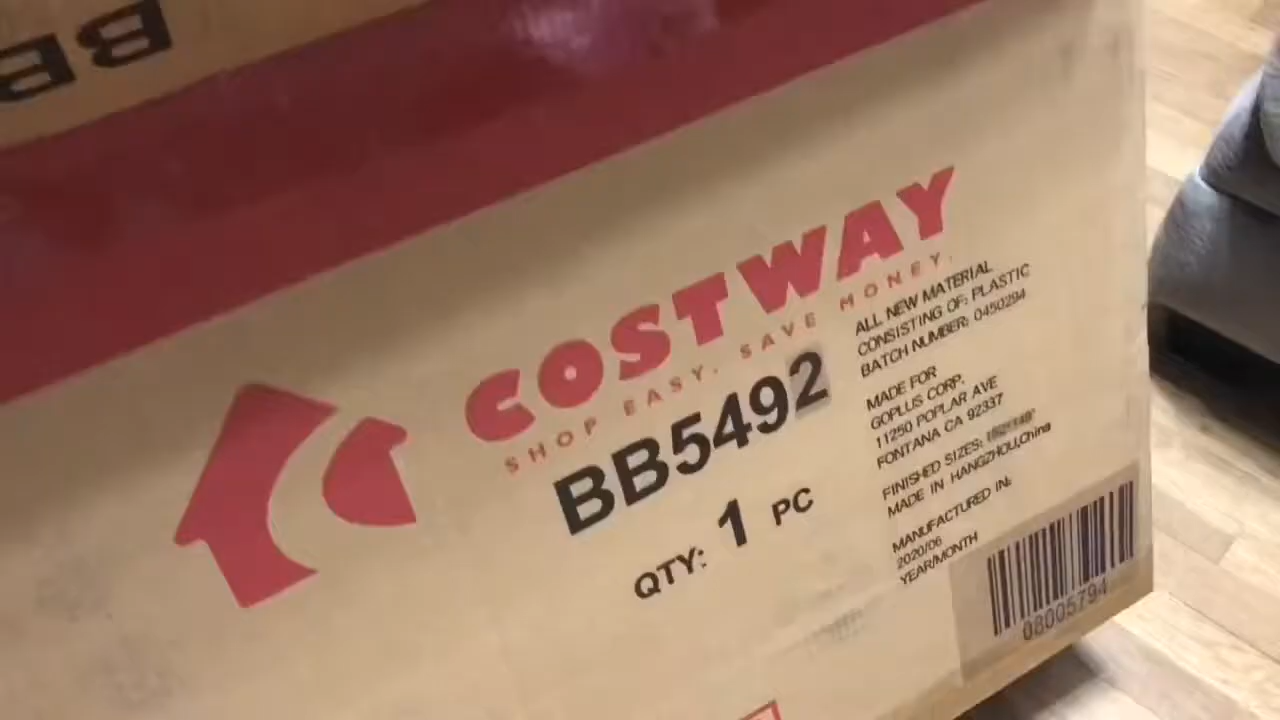 COSTWAY
SHOP EASY. SAVE MONEY.
BB5492
QTY: 1 PC
ALL NEW MATERIAL
CONSISTING OF: PLASTIC
BATCH NUMBER: 0450294
MADE FOR
GOPLUS CORP.
11250 POPLAR AVE
FONTANA CA 92337
FINISHED SIZES:
MADE IN HANGZHOU,China
MANUFACTURED IN:
2020/06
YEAR/MONTH
08005794